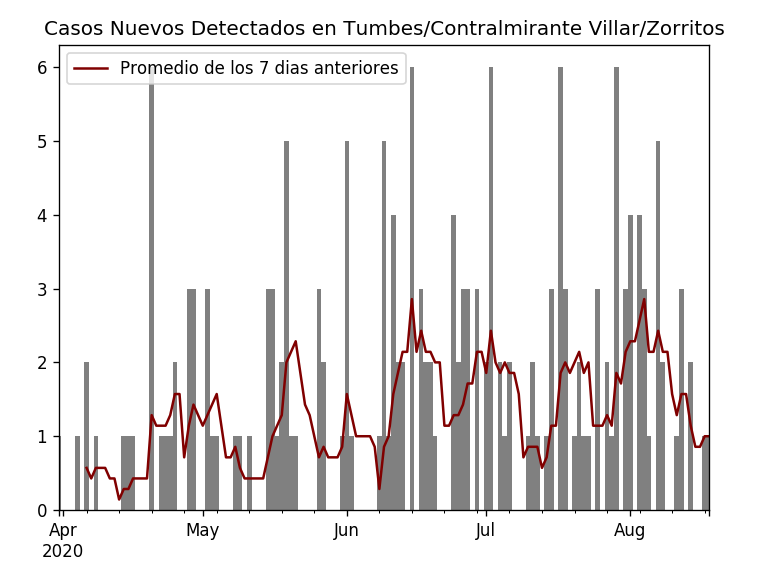 Casos Nuevos Detectados en Tumbes/Contralmirante Villar/Zorritos
Promedio de los 7 dias anteriores
6
5
4
3
2
1
0
Apr May Jun Jul Aug
2020